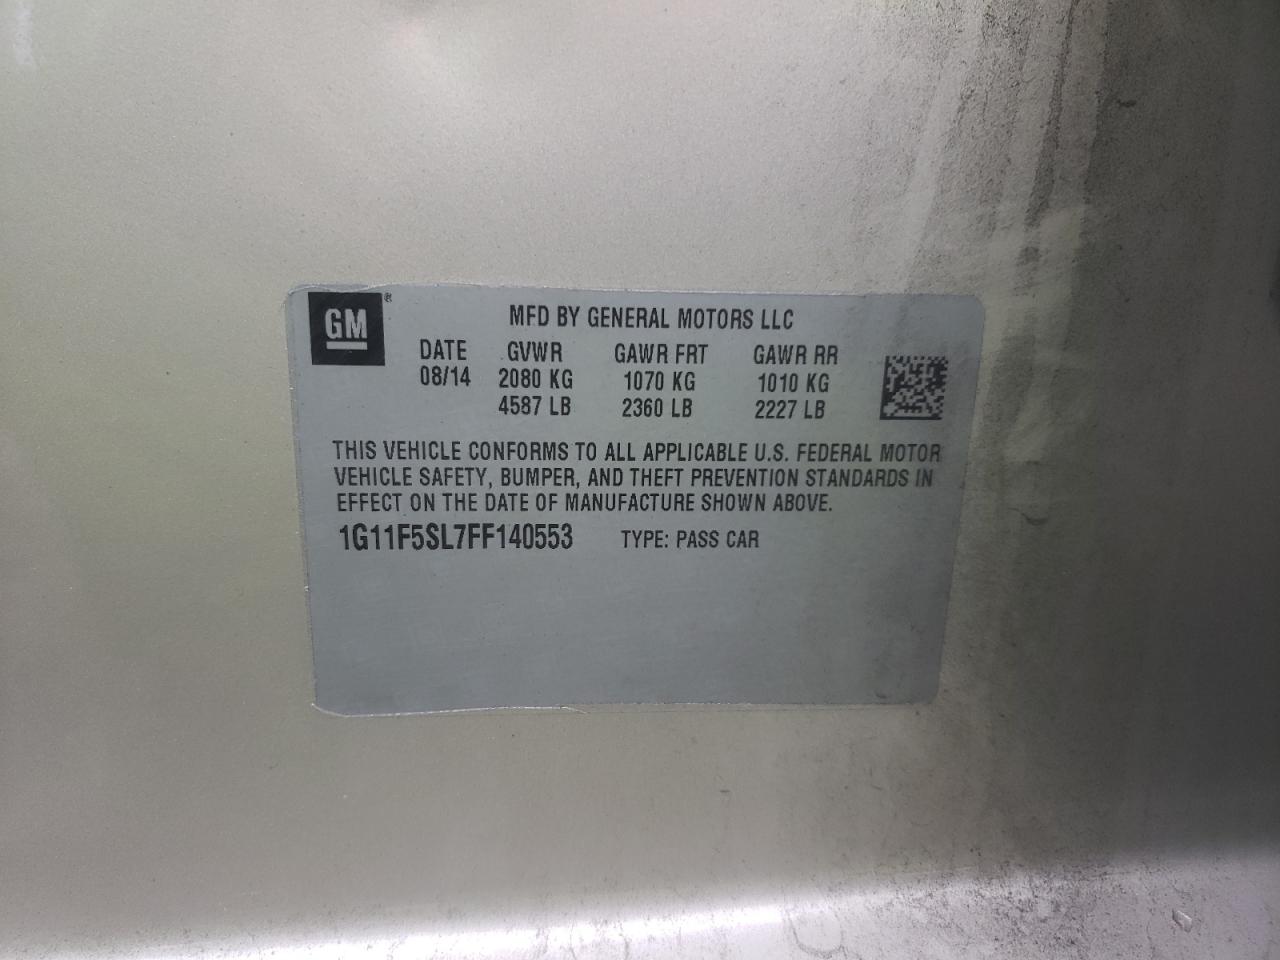 GM®
MFD BY GENERAL MOTORS LLC
DATE GVWR GAWR FRT GAWR RR
08/14 2080 KG 1070 KG 1010 KG
4587 LB 2360 LB 2227 LB
THIS VEHICLE CONFORMS TO ALL APPLICABLE U.S. FEDERAL MOTOR
VEHICLE SAFETY, BUMPER, AND THEFT PREVENTION STANDARDS IN
EFFECT ON THE DATE OF MANUFACTURE SHOWN ABOVE.
1G11F5SL7FF140553 TYPE: PASS CAR